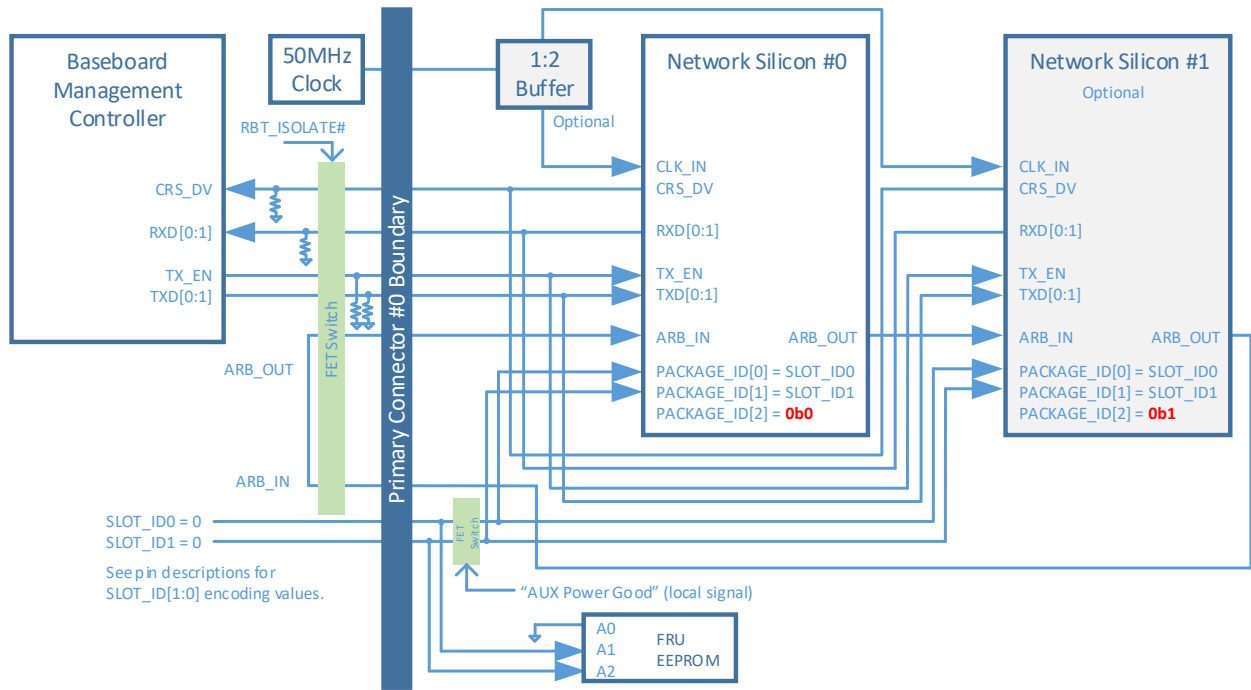 Baseboard
Management
Controller
CRS_DV
RXD[0:1]
TX_EN
TXD[0:1]
50MHz
Clock
RBT_ISOLATE#
FET Switch
ARB_OUT
ARB_IN
SLOT_ID0 = 0
SLOT_ID1 = 0
See pin descriptions for
SLOT_ID[1:0] encoding values.
Primary Connector #0 Boundary
1:2
Buffer
Optional
Network Silicon #0
CLK_IN
CRS_DV
RXD[0:1]
TX_EN
TXD[0:1]
ARB_IN
ARB_OUT
PACKAGE_ID[0] = SLOT_ID0
PACKAGE_ID[1] = SLOT_ID1
PACKAGE_ID[2] = 0b0
Network Silicon #1
Optional
CLK_IN
CRS_DV
RXD[0:1]
TX_EN
TXD[0:1]
ARB_IN
ARB_OUT
PACKAGE_ID[0] = SLOT_ID0
PACKAGE_ID[1] = SLOT_ID1
PACKAGE_ID[2] = 0b1
FET
Switch
“AUX Power Good” (local signal)
A0
A1
A2
FRU
EEPROM